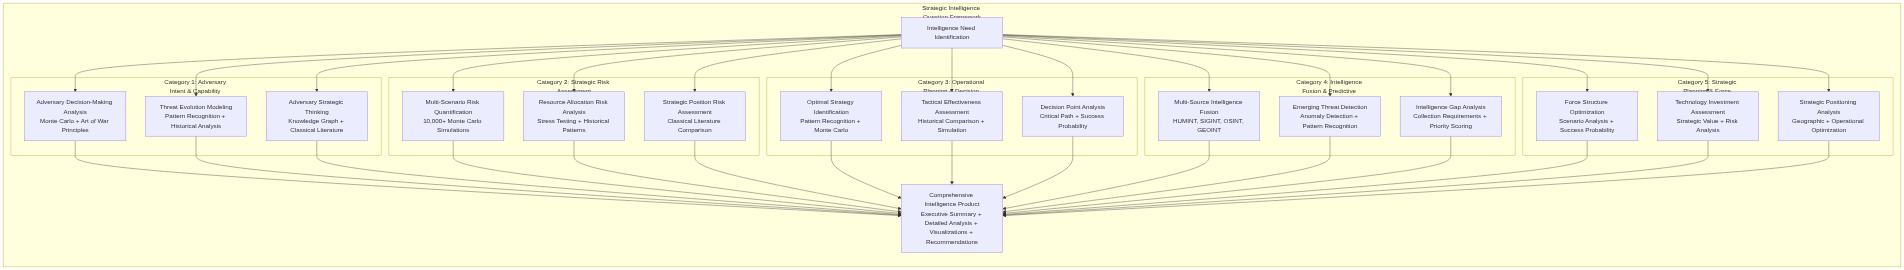 Strategic Intelligence
Question Framework
Intelligence Need
Identification
Category 1: Adversary
Intent & Capability
Adversary Decision-Making
Analysis
Monte Carlo + Art of War
Principles
Threat Evolution Modeling
Pattern Recognition +
Historical Analysis
Adversary Strategic
Thinking
Knowledge Graph +
Classical Literature
Category 2: Strategic Risk
Assessment
Multi-Scenario Risk
Quantification
10,000+ Monte Carlo
Simulations
Resource Allocation Risk
Analysis
Stress Testing + Historical
Patterns
Strategic Position Risk
Assessment
Classical Literature
Comparison
Category 3: Operational
Planning & Decision
Optimal Strategy
Identification
Pattern Recognition +
Monte Carlo
Tactical Effectiveness
Assessment
Historical Comparison +
Simulation
Decision Point Analysis
Critical Path + Success
Probability
Category 4: Intelligence
Fusion & Predictive
Multi-Source Intelligence
Fusion
HUMINT, SIGINT, OSINT,
GEOINT
Emerging Threat Detection
Anomaly Detection +
Pattern Recognition
Intelligence Gap Analysis
Collection Requirements +
Priority Scoring
Category 5: Strategic
Planning & Force
Force Structure
Optimization
Scenario Analysis +
Success Probability
Technology Investment
Assessment
Strategic Value + Risk
Analysis
Strategic Positioning
Analysis
Geographic + Operational
Optimization
Comprehensive
Intelligence Product
Executive Summary +
Detailed Analysis +
Visualizations +
Recommendations